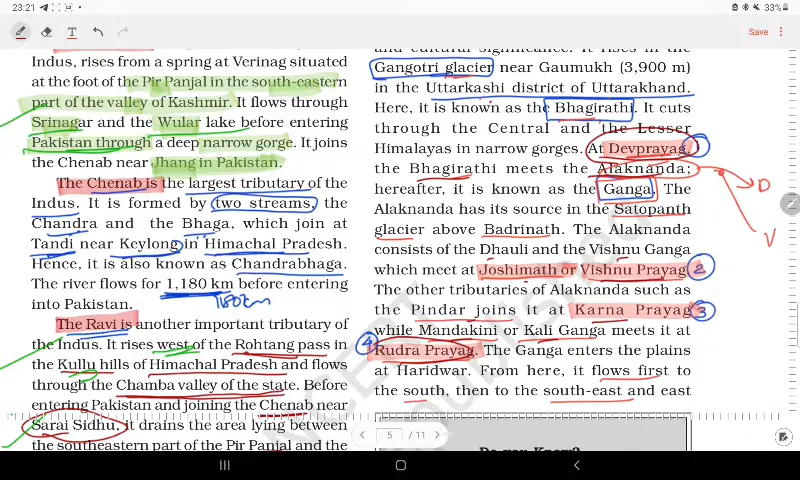 23:21
33%
Save
Indus, rises from a spring at Verinag situated
at the foot of the Pir Panjal in the south-eastern
part of the valley of Kashmir. It flows through
Srinagar and the Wular lake before entering
Pakistan through a deep narrow gorge. It joins
the Chenab near Jhang in Pakistan.
The Chenab is the largest tributary of the
Indus. It is formed by two streams, the
Chandra and the Bhaga, which join at
Tandi near Keylong in Himachal Pradesh.
Hence, it is also known as Chandrabhaga.
The river flows for 1,180 km before entering
into Pakistan.
1180 km
The Ravi is another important tributary of
the Indus. It rises west of the Rohtang pass in
the Kullu hills of Himachal Pradesh and flows
through the Chamba valley of the state. Before
entering Pakistan and joining the Chenab near
Sarai Sidhu, it drains the area lying between
the southeastern part of the Pir Panjal and the
and cultural significance. It rises in the
Gangotri glacier near Gaumukh (3,900 m)
in the Uttarkashi district of Uttarakhand.
Here, it is known as the Bhagirathi. It cuts
through the Central and the Lesser
Himalayas in narrow gorges. At Devprayag, 1
the Bhagirathi meets the Alaknanda;
hereafter, it is known as the Ganga. The
D
Alaknanda has its source in the Satopanth
glacier above Badrinath. The Alaknanda
V
consists of the Dhauli and the Vishnu Ganga
which meet at Joshimath or Vishnu Prayag. 2
The other tributaries of Alaknanda such as
the Pindar joins it at Karna Prayag 3
while Mandakini or Kali Ganga meets it at
4 Rudra Prayag. The Ganga enters the plains
at Haridwar. From here, it flows first to
the south, then to the south-east and east
5 / 11
Do you Know?